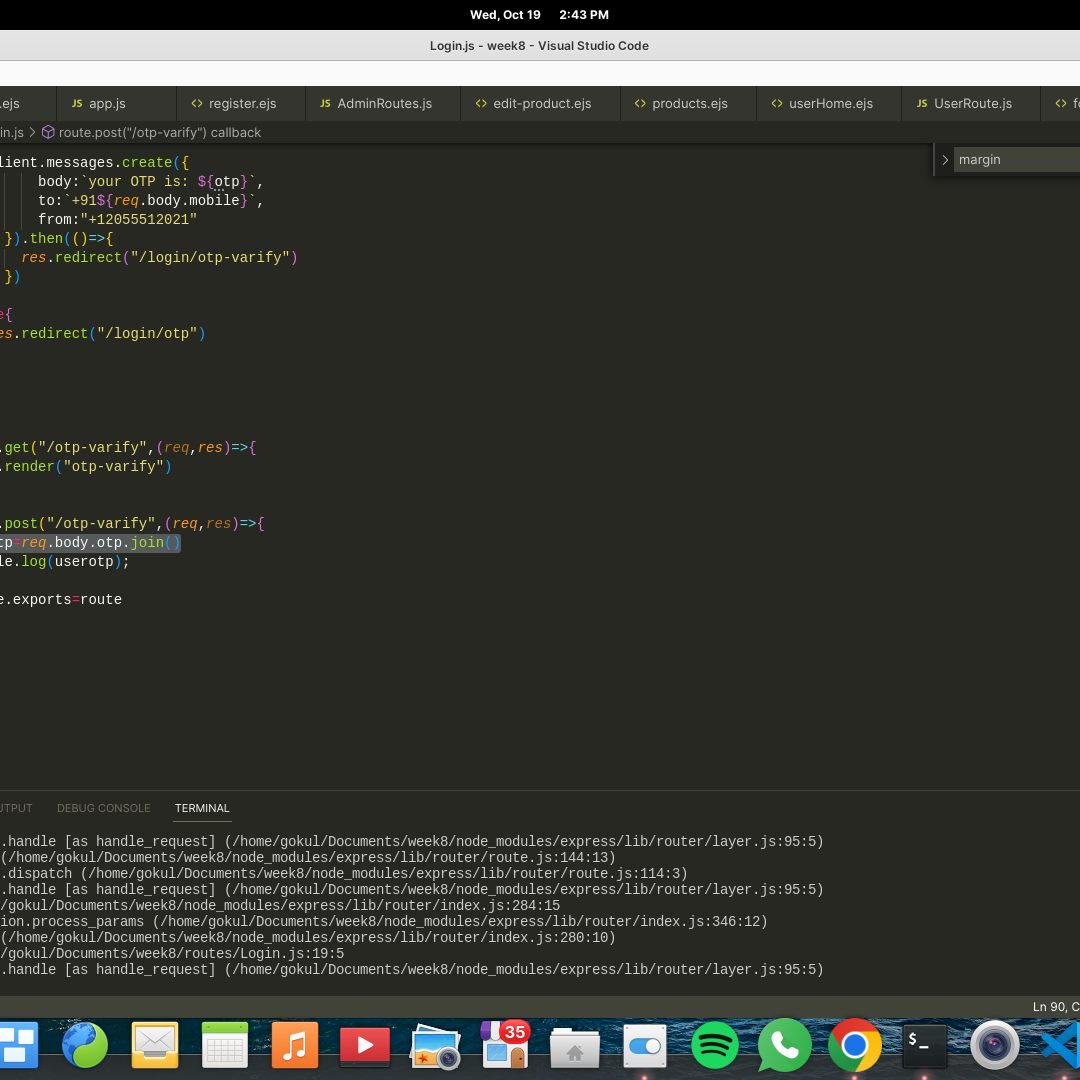 Wed, Oct 19 2:43 PM
Login.js - week8 - Visual Studio Code
.ejs JS app.js <> register.ejs JS AdminRoutes.js <> edit-product.ejs <> products.ejs <> userHome.ejs JS UserRoute.js <> f
in.js > route.post("/otp-varify") callback
margin
lient.messages.create({
body:`your OTP is: ${otp}`,
to:`+91${req.body.mobile}`,
from:"+12055512021"
}).then(()=>{
res.redirect("/login/otp-varify")
})
e{
es.redirect("/login/otp")
.get("/otp-varify",(req,res)=>{
.render("otp-varify")
.post("/otp-varify",(req,res)=>{
tp=req.body.otp.join()
le.log(userotp);
e.exports=route
UTPUT DEBUG CONSOLE TERMINAL
.handle [as handle_request] (/home/gokul/Documents/week8/node_modules/express/lib/router/layer.js:95:5)
(/home/gokul/Documents/week8/node_modules/express/lib/router/route.js:144:13)
.dispatch (/home/gokul/Documents/week8/node_modules/express/lib/router/route.js:114:3)
.handle [as handle_request] (/home/gokul/Documents/week8/node_modules/express/lib/router/layer.js:95:5)
/gokul/Documents/week8/node_modules/express/lib/router/index.js:284:15
ion.process_params (/home/gokul/Documents/week8/node_modules/express/lib/router/index.js:346:12)
(/home/gokul/Documents/week8/node_modules/express/lib/router/index.js:280:10)
/gokul/Documents/week8/routes/Login.js:19:5
.handle [as handle_request] (/home/gokul/Documents/week8/node_modules/express/lib/router/layer.js:95:5)
Ln 90, C
35
$_